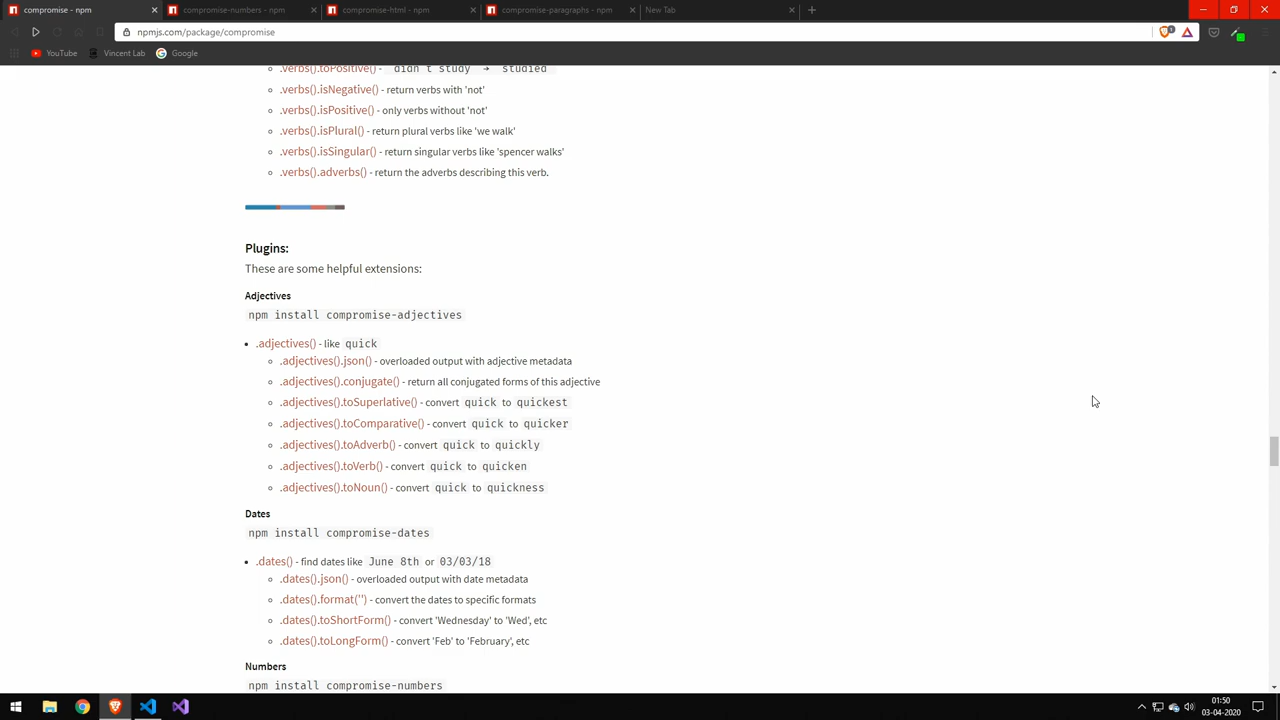 compromise - npm
compromise-numbers - npm
compromise-html - npm
compromise-paragraphs - npm
New Tab
npmjs.com/package/compromise
YouTube
Vincent Lab
Google
.verbs().toPositive() - didn't study → studied
.verbs().isNegative() - return verbs with 'not'
.verbs().isPositive() - only verbs without 'not'
.verbs().isPlural() - return plural verbs like 'we walk'
.verbs().isSingular() - return singular verbs like 'spencer walks'
.verbs().adverbs() - return the adverbs describing this verb.
Plugins:
These are some helpful extensions:
Adjectives
npm install compromise-adjectives
.adjectives() - like quick
.adjectives().json() - overloaded output with adjective metadata
.adjectives().conjugate() - return all conjugated forms of this adjective
.adjectives().toSuperlative() - convert quick to quickest
.adjectives().toComparative() - convert quick to quicker
.adjectives().toAdverb() - convert quick to quickly
.adjectives().toVerb() - convert quick to quicken
.adjectives().toNoun() - convert quick to quickness
Dates
npm install compromise-dates
.dates() - find dates like June 8th or 03/03/18
.dates().json() - overloaded output with date metadata
.dates().format('') - convert the dates to specific formats
.dates().toShortForm() - convert 'Wednesday' to 'Wed', etc
.dates().toLongForm() - convert 'Feb' to 'February', etc
Numbers
npm install compromise-numbers
01:50
03-04-2020